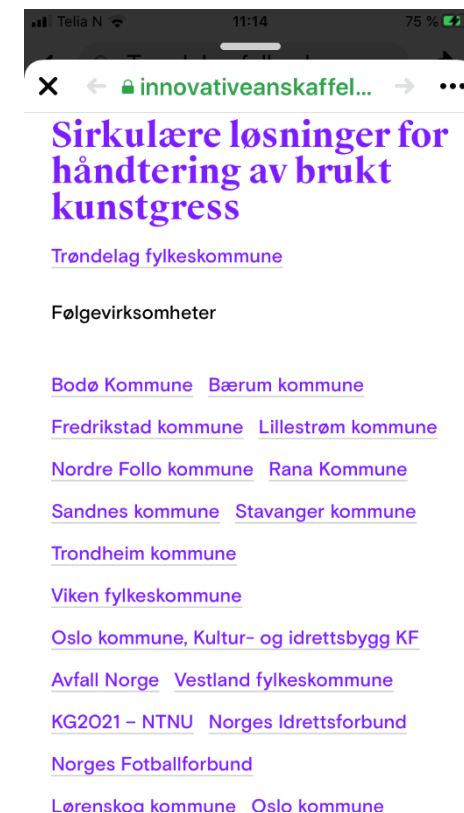 Telia N 11:14 75 %
innovativeanskaffel...
Sirkulære løsninger for
håndtering av brukt
kunstgress
Trøndelag fylkeskommune
Følgevirksomheter
Bodø Kommune Bærum kommune
Fredrikstad kommune Lillestrøm kommune
Nordre Follo kommune Rana Kommune
Sandnes kommune Stavanger kommune
Trondheim kommune
Viken fylkeskommune
Oslo kommune, Kultur- og idrettsbygg KF
Avfall Norge Vestland fylkeskommune
KG2021 – NTNU Norges Idrettsforbund
Norges Fotballforbund
Lørenskog kommune Oslo kommune